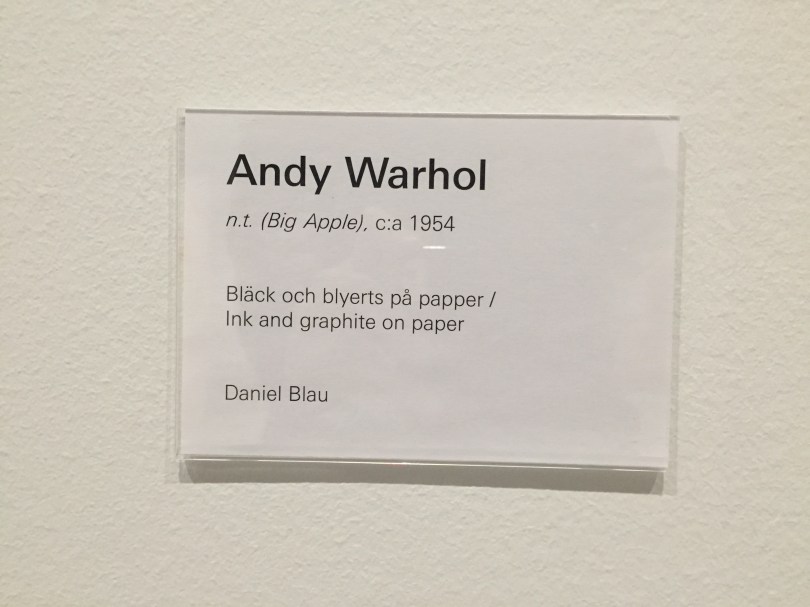 Andy Warhol
n.t. (Big Apple), c:a 1954
Bläck och blyerts på papper /
Ink and graphite on paper
Daniel Blau